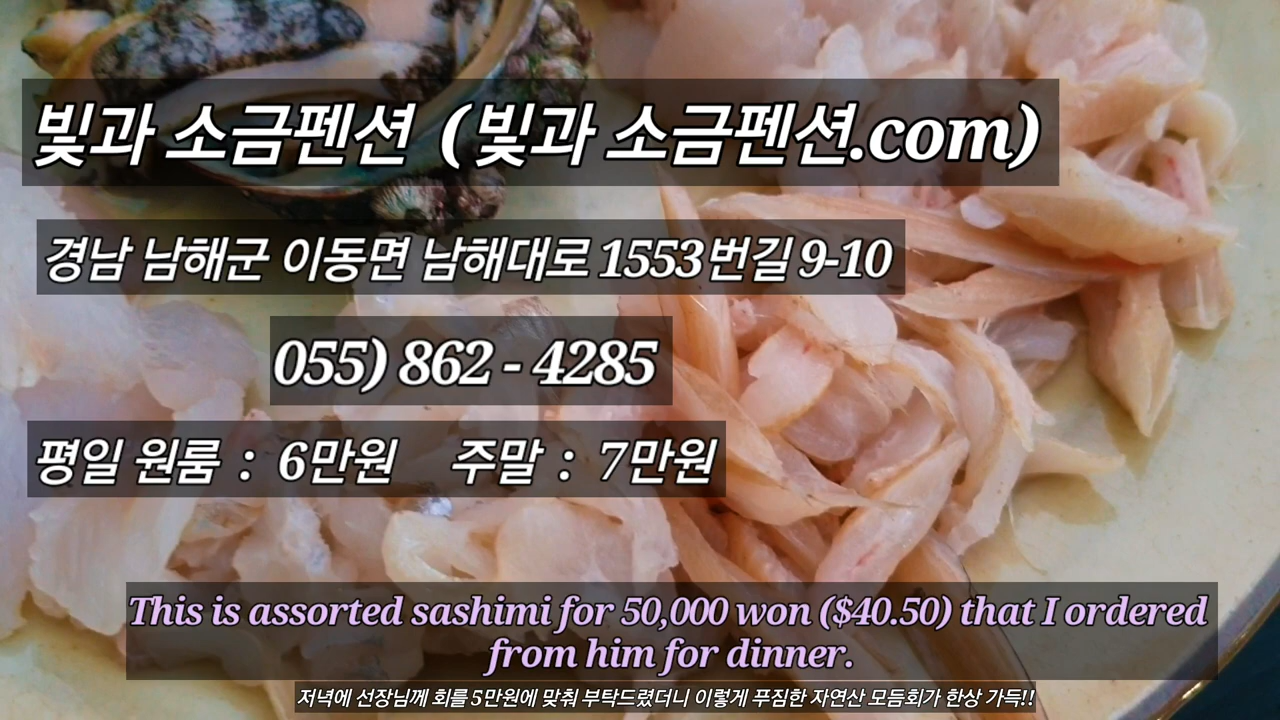 빛과 소금펜션 (빛과 소금펜션.com)
경남 남해군 이동면 남해대로 1553번길 9-10
055) 862 - 4285
평일 원룸 : 6만원 주말 : 7만원
This is assorted sashimi for 50,000 won ($40.50) that I ordered
from him for dinner.
저녁에 선장님께 회를 5만원에 맞춰 부탁드렸더니 이렇게 푸짐한 자연산 모듬회가 한상 가득!!